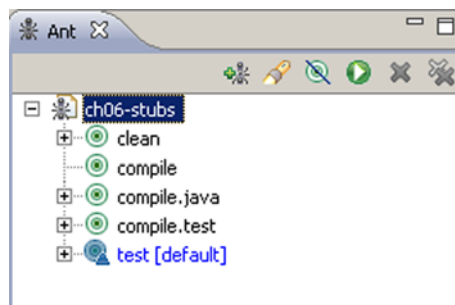 Ant
ch06-stubs
clean
compile
compile.java
compile.test
test [default]